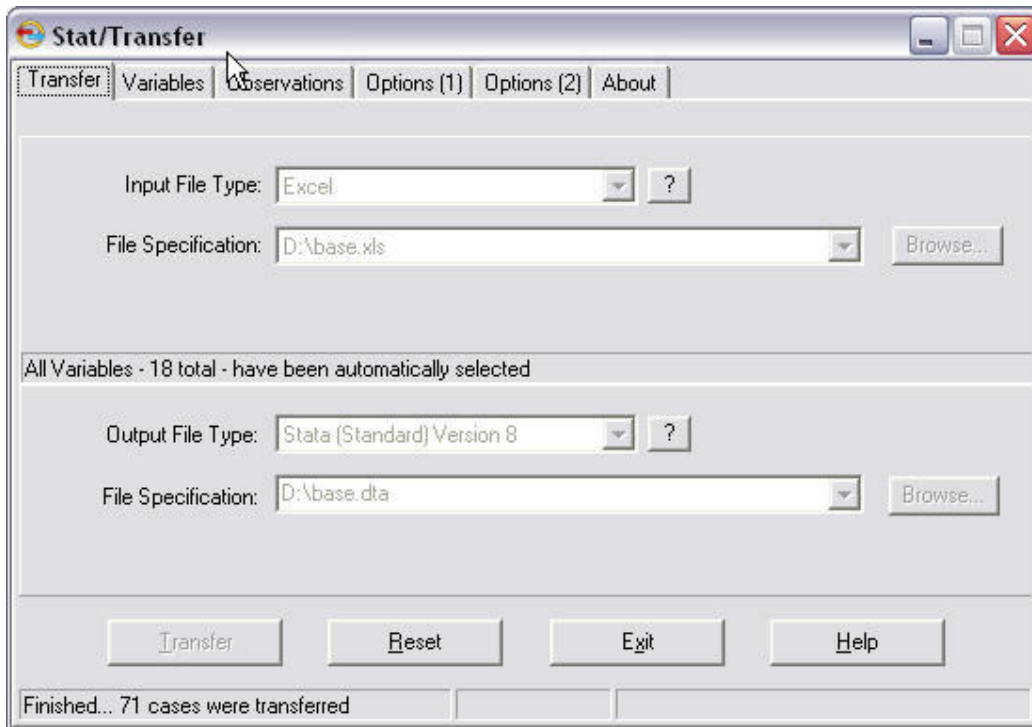 Stat/Transfer
Transfer Variables Observations Options (1) Options (2) About
Input File Type: Excel ?
File Specification: D:\base.xls Browse...
All Variables - 18 total - have been automatically selected
Output File Type: Stata (Standard) Version 8 ?
File Specification: D:\base.dta Browse...
Transfer Reset Exit Help
Finished... 71 cases were transferred